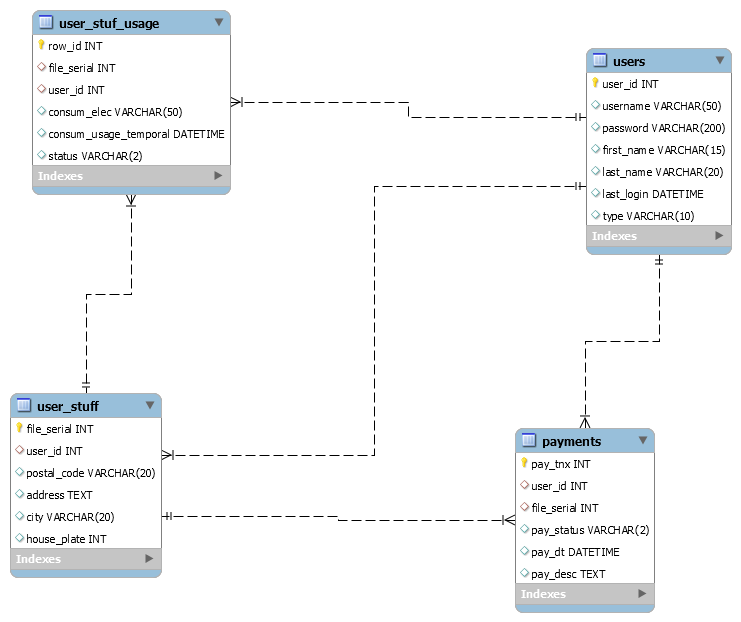 user_stuf_usage
row_id INT
file_serial INT
user_id INT
consum_elec VARCHAR(50)
consum_usage_temporal DATETIME
status VARCHAR(2)
Indexes
users
user_id INT
username VARCHAR(50)
password VARCHAR(200)
first_name VARCHAR(15)
last_name VARCHAR(20)
last_login DATETIME
type VARCHAR(10)
Indexes
user_stuff
file_serial INT
user_id INT
postal_code VARCHAR(20)
address TEXT
city VARCHAR(20)
house_plate INT
Indexes
payments
pay_tnx INT
user_id INT
file_serial INT
pay_status VARCHAR(2)
pay_dt DATETIME
pay_desc TEXT
Indexes